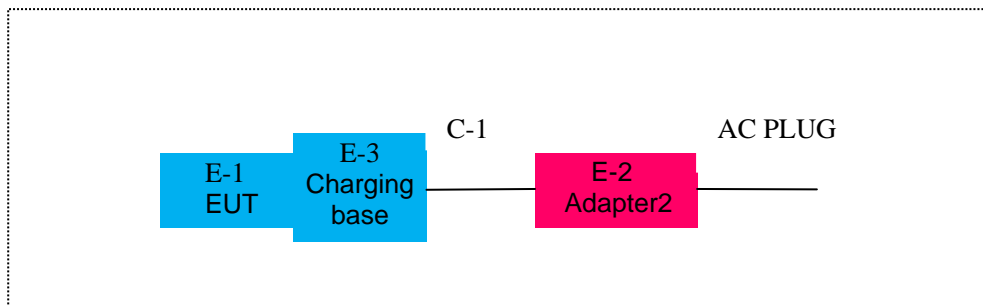 C-1
AC PLUG
E-1
EUT
E-3
Charging
base
E-2
Adapter2